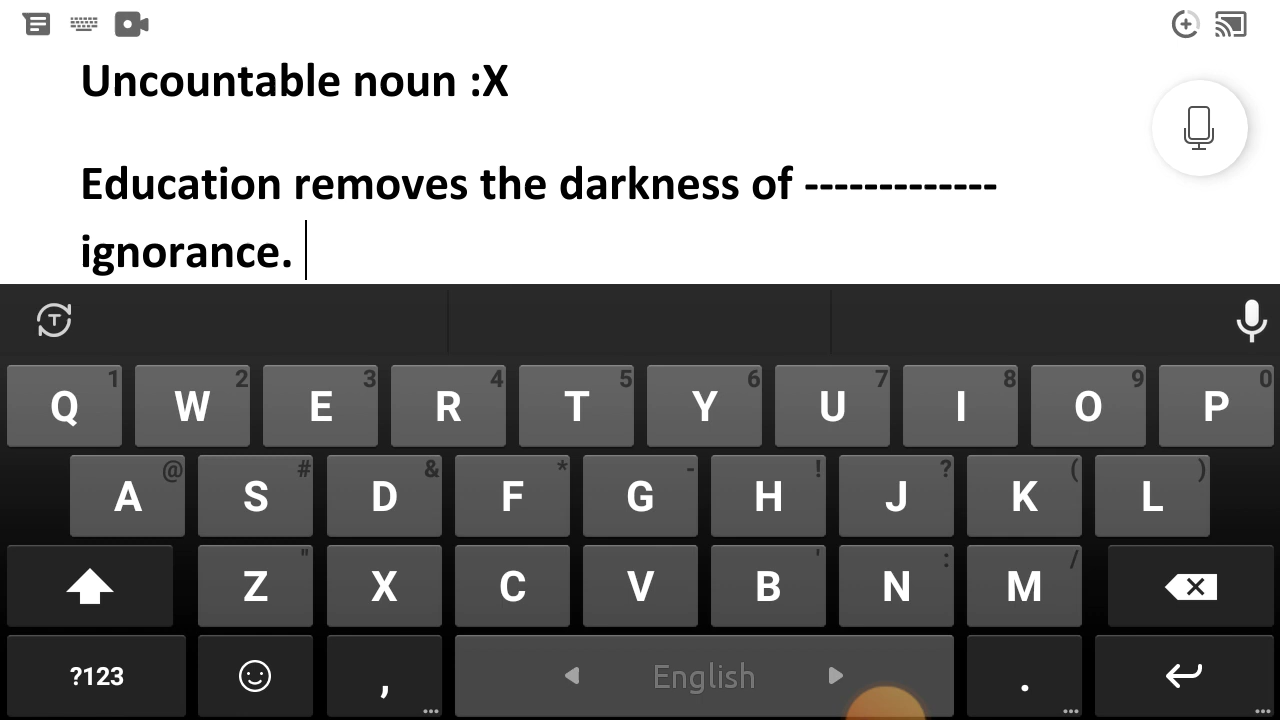 Uncountable noun :X
Education removes the darkness of -------------
ignorance.
T
1 2 3 4 5 6 7 8 9 0
Q W E R T Y U I O P
@ # & * - ! ? ( )
A S D F G H J K L
" ' : /
Z X C V B N M
?123 , English .